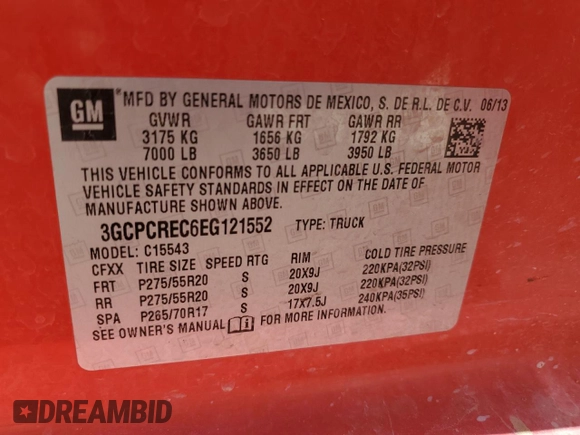 GM
MFD BY GENERAL MOTORS DE MEXICO, S. DE R.L. DE C.V. 06/13
GVWR GAWR FRT GAWR RR
3175 KG 1656 KG 1792 KG
7000 LB 3650 LB 3950 LB
THIS VEHICLE CONFORMS TO ALL APPLICABLE U.S. FEDERAL MOTOR
VEHICLE SAFETY STANDARDS IN EFFECT ON THE DATE OF
MANUFACTURE SHOWN ABOVE.
3GCPCREC6EG121552 TYPE: TRUCK
MODEL: C15543
CFXX TIRE SIZE SPEED RTG RIM COLD TIRE PRESSURE
FRT P275/55R20 S 20X9J 220KPA(32PSI)
RR P275/55R20 S 20X9J 220KPA(32PSI)
SPA P265/70R17 S 17X7.5J 240KPA(35PSI)
SEE OWNER'S MANUAL FOR MORE INFORMATION.
DREAMBID